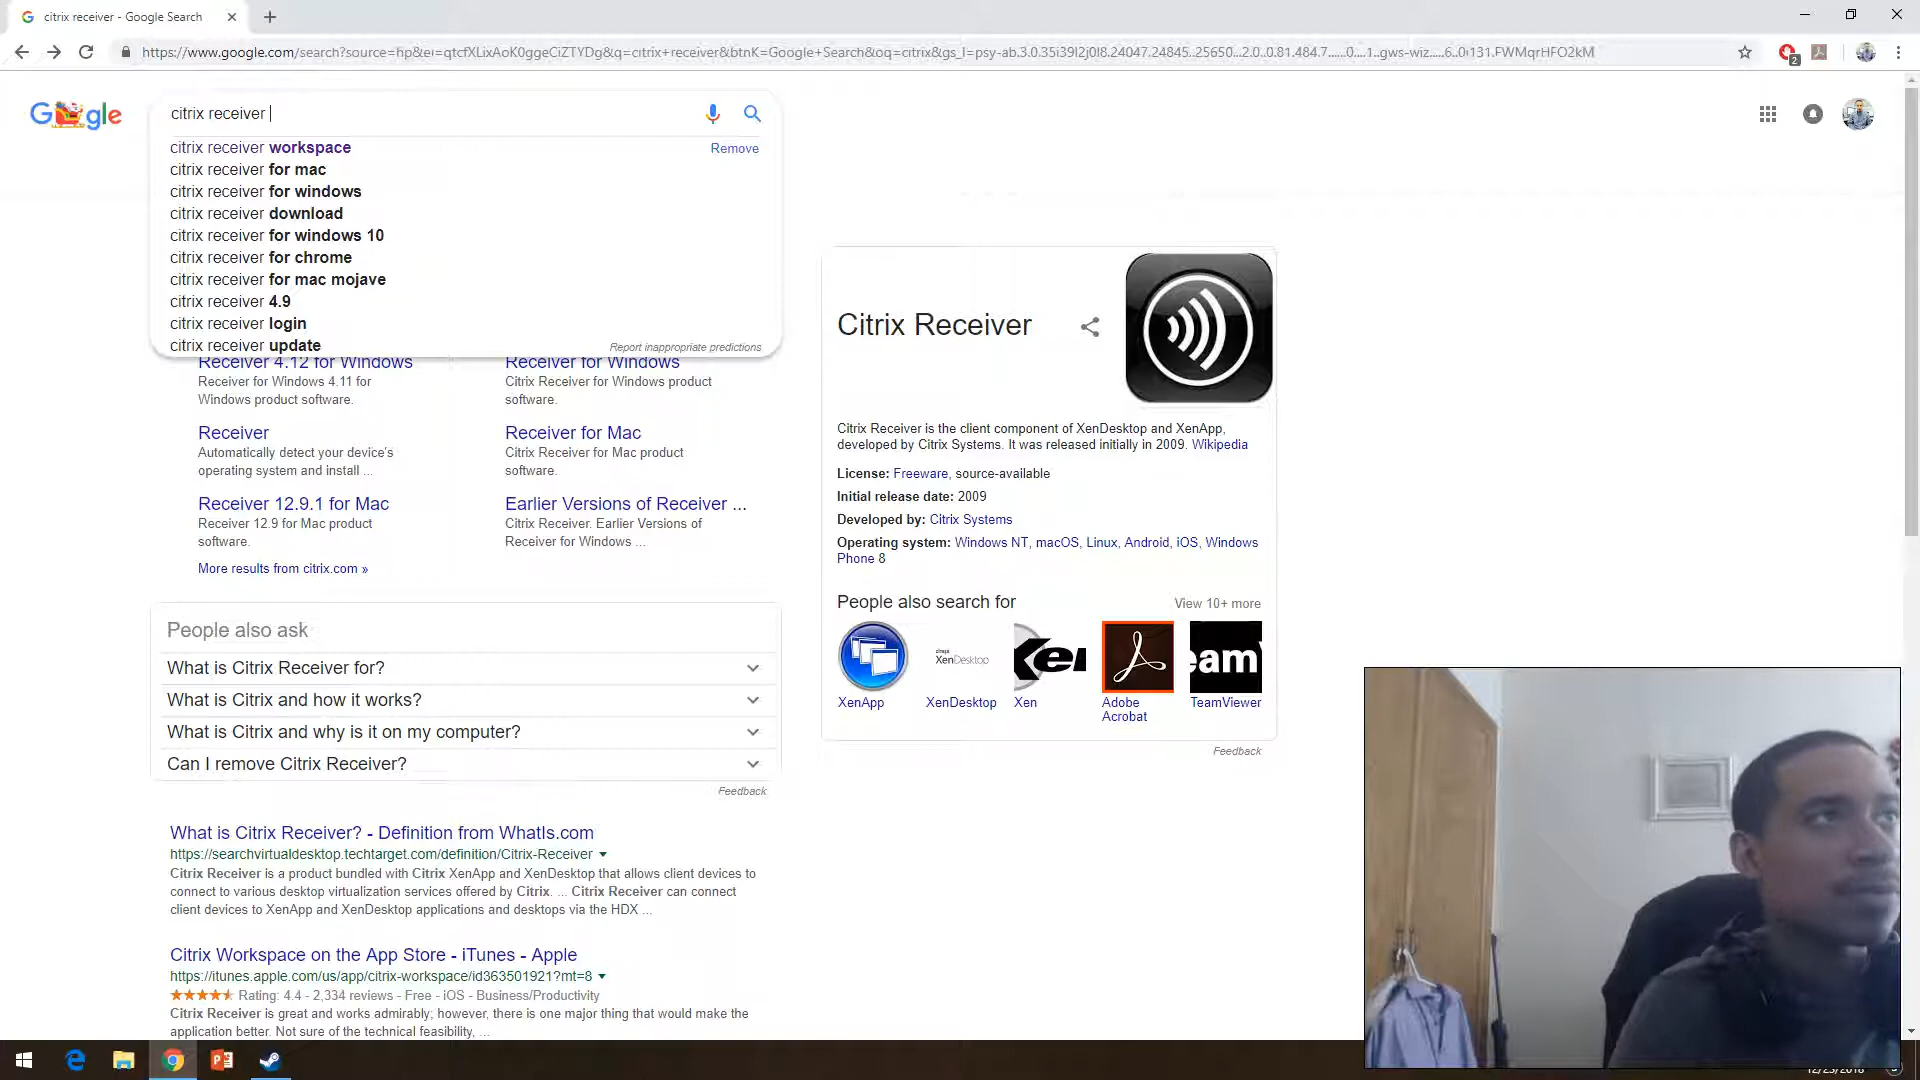 citrix receiver - Google Search
https://www.google.com/search?source=hp&ei=qtcfXLixAoK0ggeCiZTYDg&q=citrix+receiver&btnK=Google+Search&oq=citrix&gs_l=psy-ab.3.0.35i39l2j0l8.24047.24845..25650...2.0..0.81.484.7......0....1..gws-wiz.....6..0i131.FWMqrHFO2kM
2
Google
citrix receiver
citrix receiver workspace
Remove
citrix receiver for mac
citrix receiver for windows
citrix receiver download
citrix receiver for windows 10
citrix receiver for chrome
citrix receiver for mac mojave
citrix receiver 4.9
citrix receiver login
citrix receiver update
Report inappropriate predictions
Receiver 4.12 for Windows
Receiver for Windows 4.11 for
Windows product software.
Receiver for Windows
Citrix Receiver for Windows product
software.
Receiver
Automatically detect your device's
operating system and install ...
Receiver for Mac
Citrix Receiver for Mac product
software.
Receiver 12.9.1 for Mac
Receiver 12.9 for Mac product
software.
Earlier Versions of Receiver ...
Citrix Receiver. Earlier Versions of
Receiver for Windows ...
More results from citrix.com »
People also ask
What is Citrix Receiver for?
What is Citrix and how it works?
What is Citrix and why is it on my computer?
Can I remove Citrix Receiver?
Feedback
What is Citrix Receiver? - Definition from WhatIs.com
https://searchvirtualdesktop.techtarget.com/definition/Citrix-Receiver
Citrix Receiver is a product bundled with Citrix XenApp and XenDesktop that allows client devices to
connect to various desktop virtualization services offered by Citrix. ... Citrix Receiver can connect
client devices to XenApp and XenDesktop applications and desktops via the HDX ...
Citrix Workspace on the App Store - iTunes - Apple
https://itunes.apple.com/us/app/citrix-workspace/id363501921?mt=8
Rating: 4.4 - 2,334 reviews - Free - iOS - Business/Productivity
Citrix Receiver is great and works admirably; however, there is one major thing that would make the
application better. Not sure of the technical feasibility, ...
Citrix Receiver
Citrix Receiver is the client component of XenDesktop and XenApp,
developed by Citrix Systems. It was released initially in 2009. Wikipedia
License: Freeware, source-available
Initial release date: 2009
Developed by: Citrix Systems
Operating system: Windows NT, macOS, Linux, Android, iOS, Windows
Phone 8
People also search for
View 10+ more
citrix
XenDesktop
Xen
eam
XenApp
XenDesktop
Xen
Adobe
Acrobat
TeamViewer
Feedback
12/23/2018